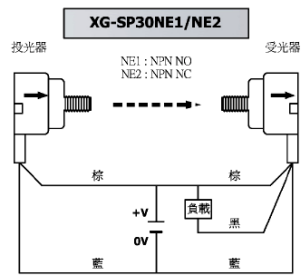 XG-SP30NE1/NE2
投光器
受光器
NE1 : NPN NO
NE2 : NPN NC
棕
棕
+V
負載
黑
0V
藍
藍